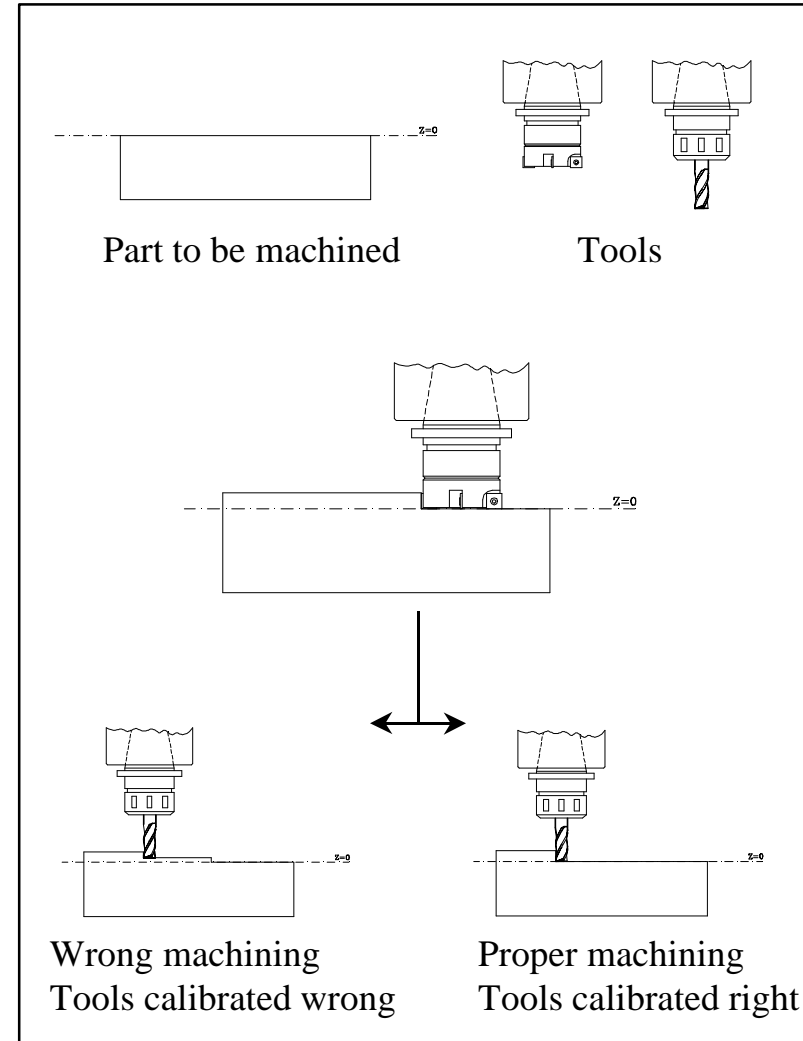 Z=0
Part to be machined
Tools
Z=0
Z=0
Z=0
Wrong machining
Tools calibrated wrong
Proper machining
Tools calibrated right